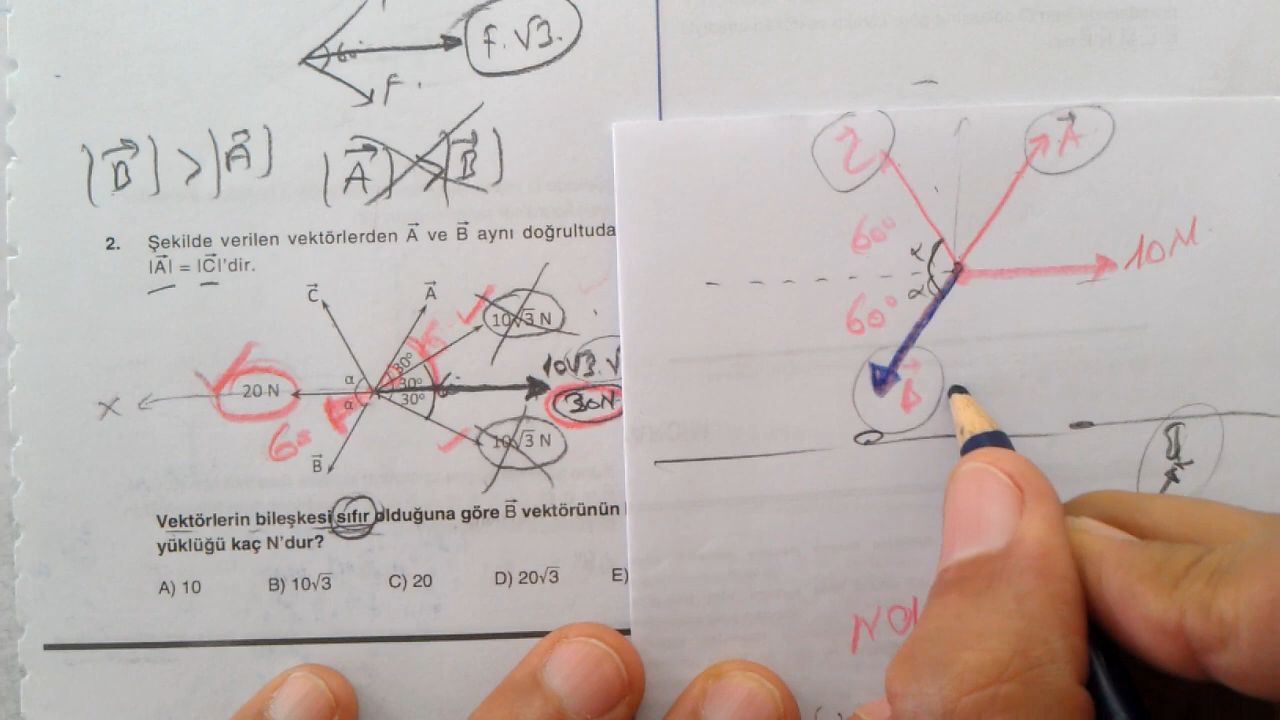 60°
F.√3.
F.
|B| > |A|
|A| |B|
2. Şekilde verilen vektörlerden A ve B aynı doğrultuda
|A| = |C|'dir.
C
A
10√3 N
30°
30°
30°
20 N
α
α
X
60
10√3.
30N
10√3 N
B
Vektörlerin bileşkesi sıfır olduğuna göre B vektörünün
yüklüğü kaç N'dur?
A) 10 B) 10√3 C) 20 D) 20√3 E)
A
60°
α
10N
60°
α
B